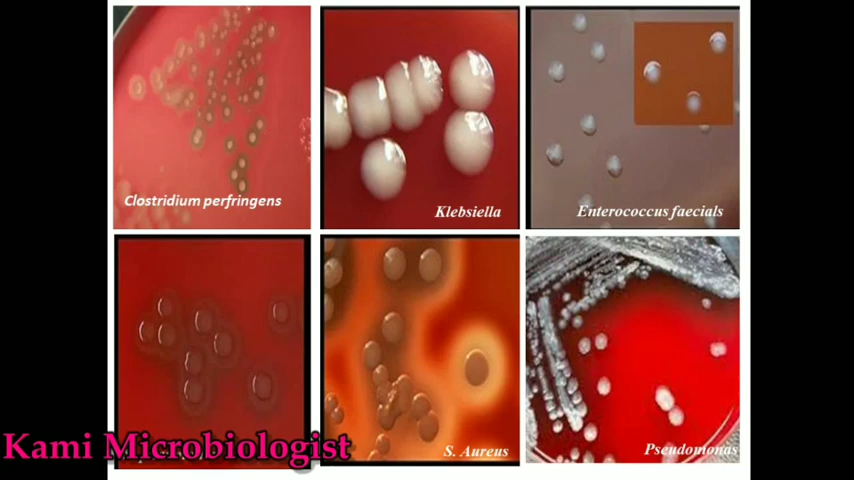 Clostridium perfringens
Klebsiella
Enterococcus faecials
S. Aureus
Pseudomonas
Kami Microbiologist